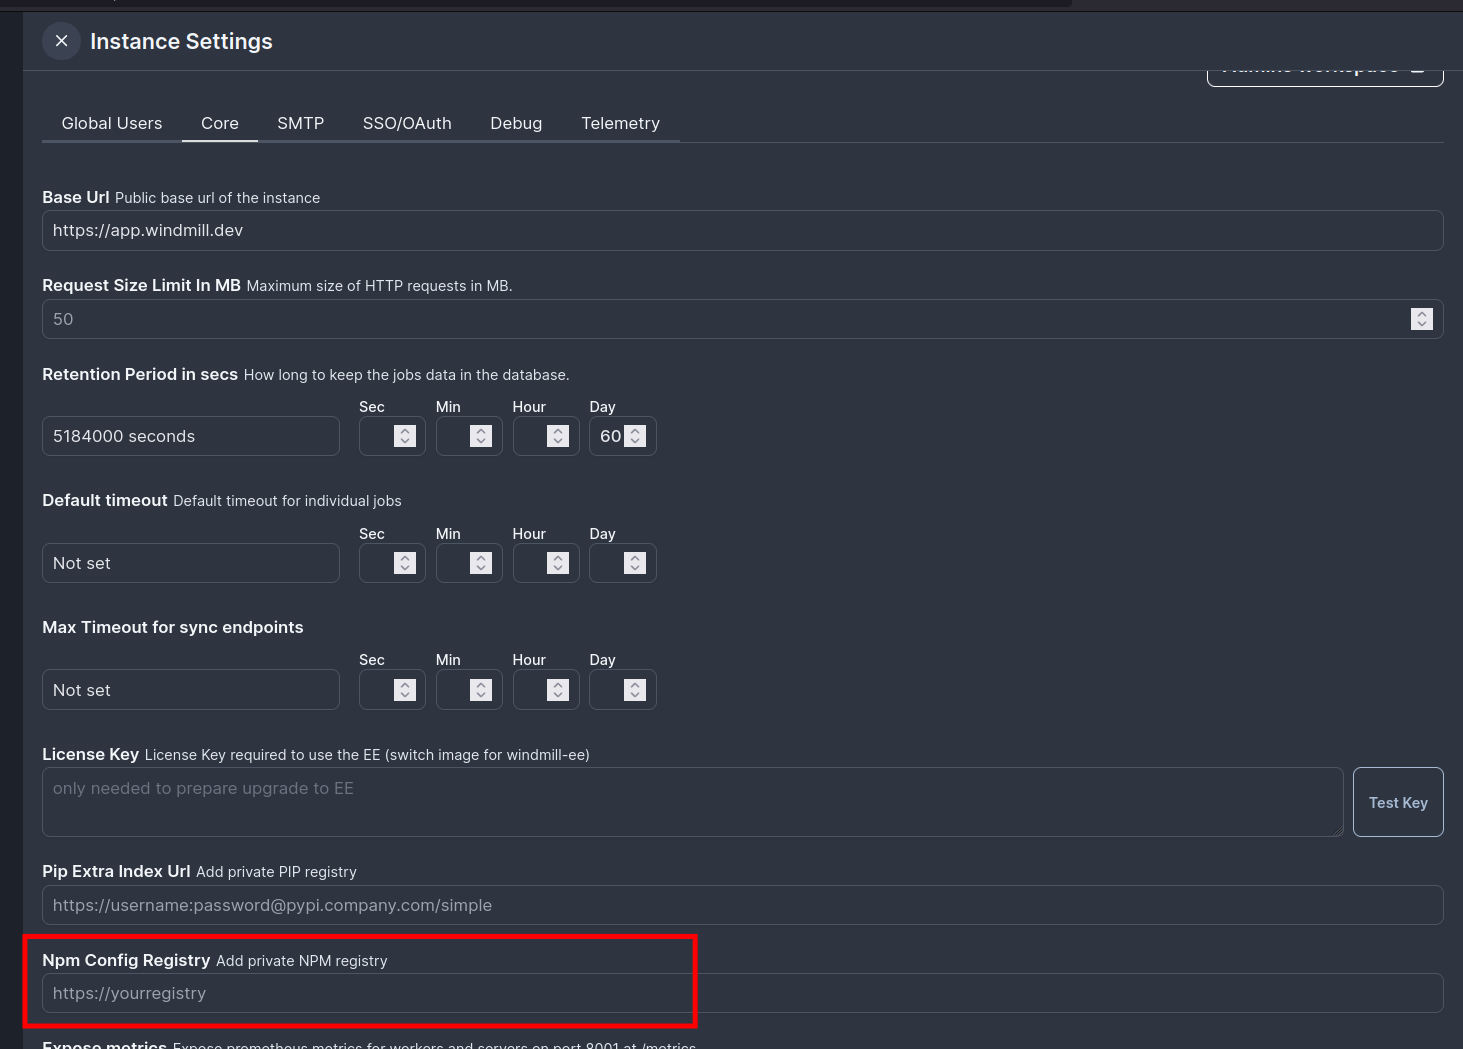 Instance Settings
Global Users Core SMTP SSO/OAuth Debug Telemetry
Base Url Public base url of the instance
https://app.windmill.dev
Request Size Limit In MB Maximum size of HTTP requests in MB.
50
Retention Period in secs How long to keep the jobs data in the database.
Sec Min Hour Day
5184000 seconds 60
Default timeout Default timeout for individual jobs
Sec Min Hour Day
Not set
Max Timeout for sync endpoints
Sec Min Hour Day
Not set
License Key License Key required to use the EE (switch image for windmill-ee)
only needed to prepare upgrade to EE
Test Key
Pip Extra Index Url Add private PIP registry
https://username:password@pypi.company.com/simple
Npm Config Registry Add private NPM registry
https://yourregistry
Expose metrics Expose prometheus metrics for workers and servers on port 8001 at /metrics